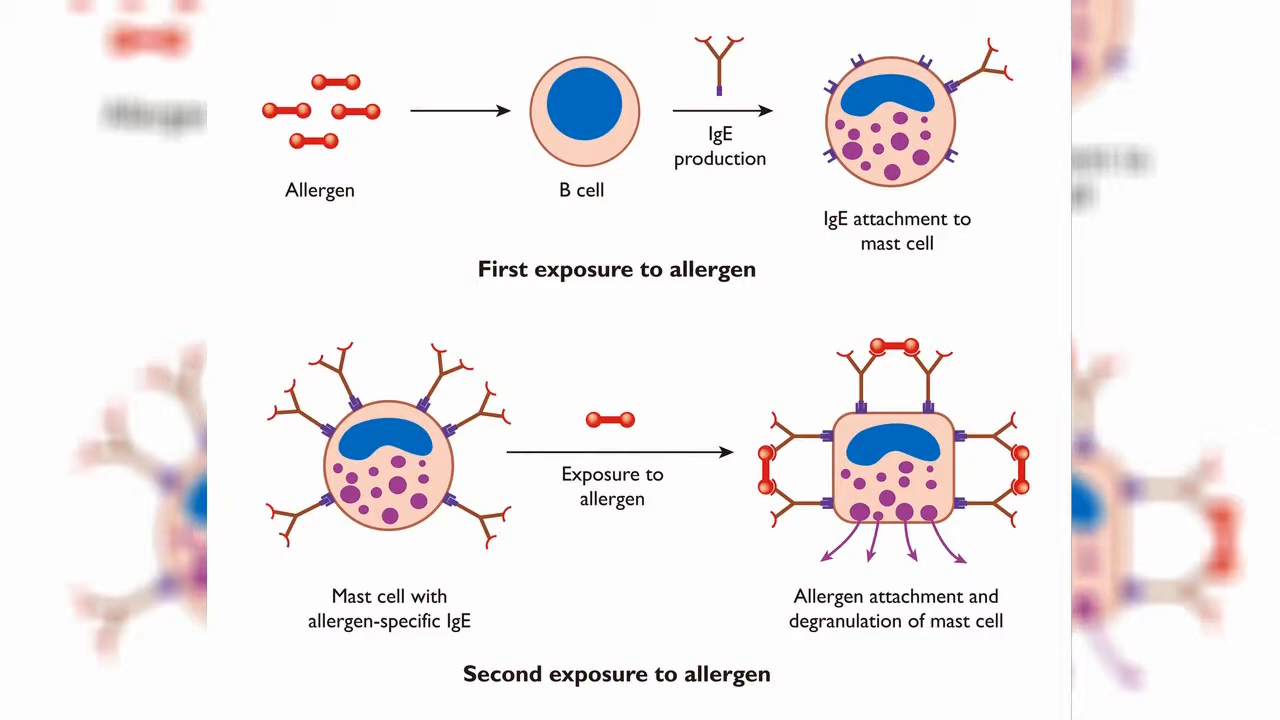 Allergen
B cell
IgE
production
IgE attachment to
mast cell
First exposure to allergen
Exposure to
allergen
Mast cell with
allergen-specific IgE
Allergen attachment and
degranulation of mast cell
Second exposure to allergen